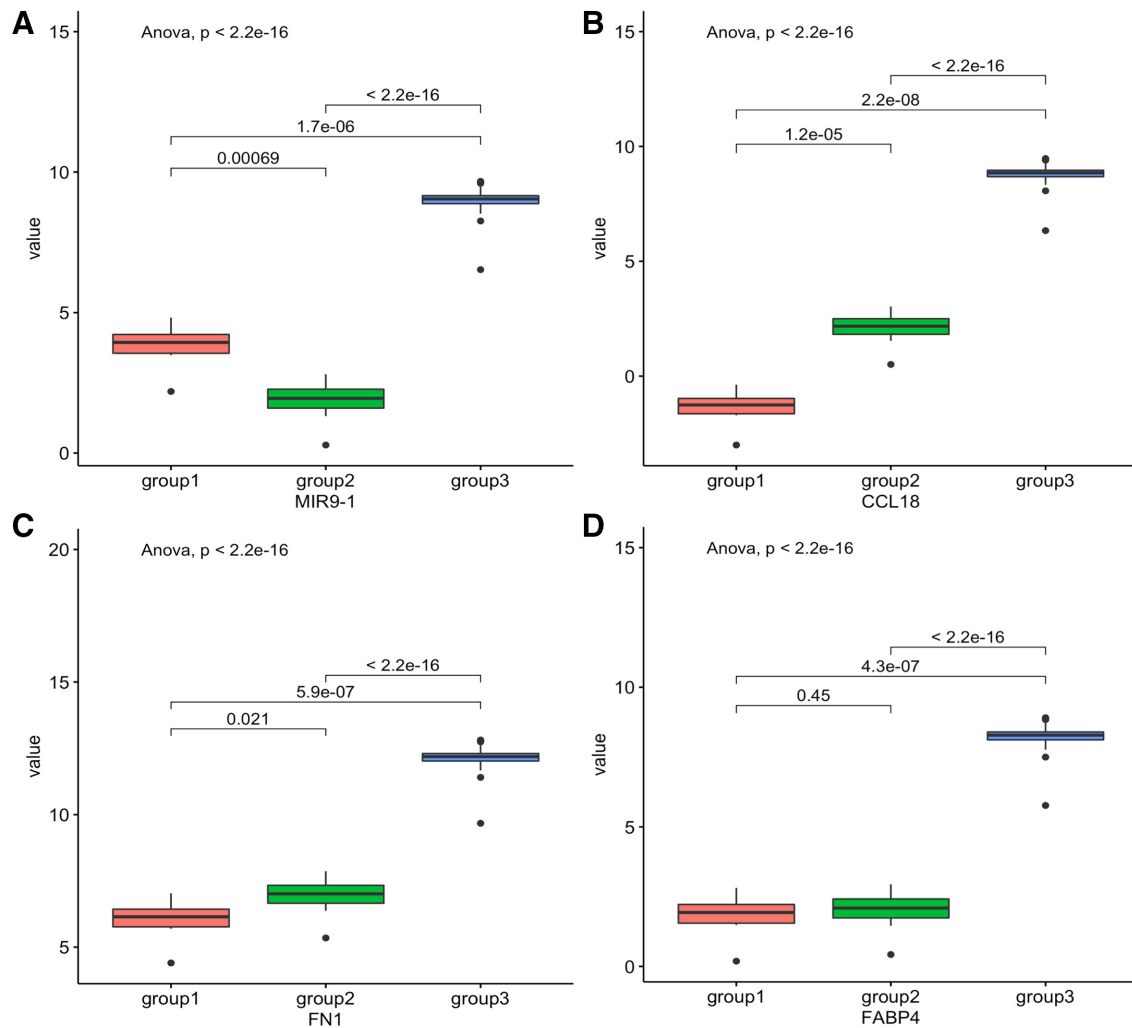 A
Anova, p < 2.2e-16
15
10
5
0
value
< 2.2e-16
1.7e-06
0.00069
group1
group2
group3
MIR9-1
B
Anova, p < 2.2e-16
15
10
5
0
value
< 2.2e-16
2.2e-08
1.2e-05
group1
group2
group3
CCL18
C
Anova, p < 2.2e-16
20
15
10
5
value
< 2.2e-16
5.9e-07
0.021
group1
group2
group3
FN1
D
Anova, p < 2.2e-16
15
10
5
0
value
< 2.2e-16
4.3e-07
0.45
group1
group2
group3
FABP4